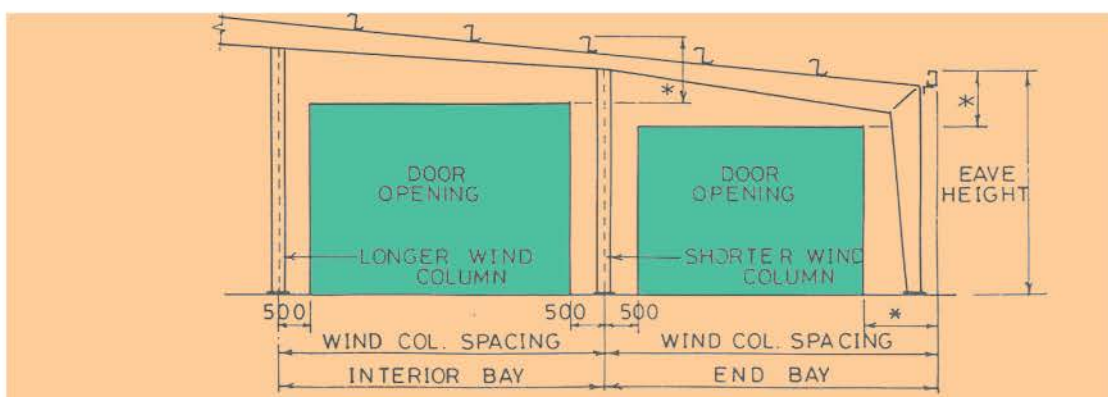 *
*
DOOR
OPENING
DOOR
OPENING
EAVE
HEIGHT
LONGER WIND
COLUMN
SHORTER WIND
COLUMN
500
500
500
*
WIND COL. SPACING
WIND COL. SPACING
INTERIOR BAY
END BAY